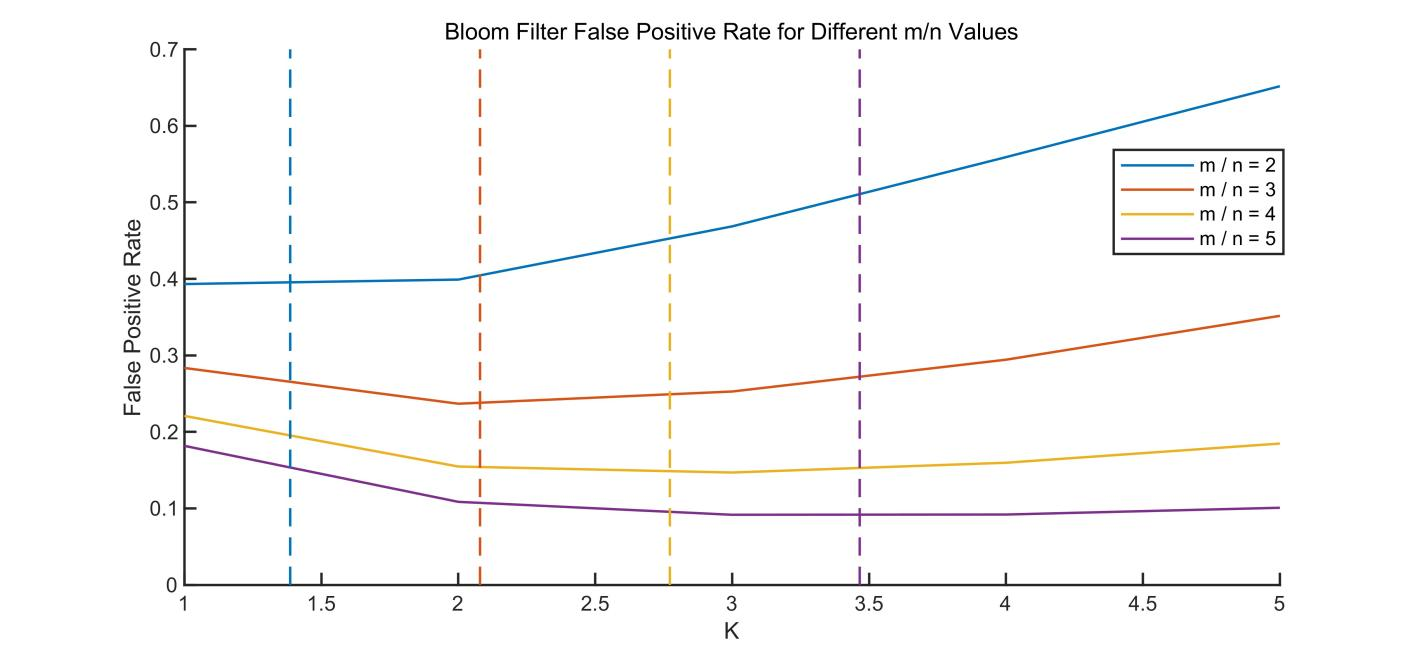 Bloom Filter False Positive Rate for Different m/n Values
False Positive Rate
0.7
0.6
0.5
0.4
0.3
0.2
0.1
0
m / n = 2
m / n = 3
m / n = 4
m / n = 5
1 1.5 2 2.5 3 3.5 4 4.5 5
K